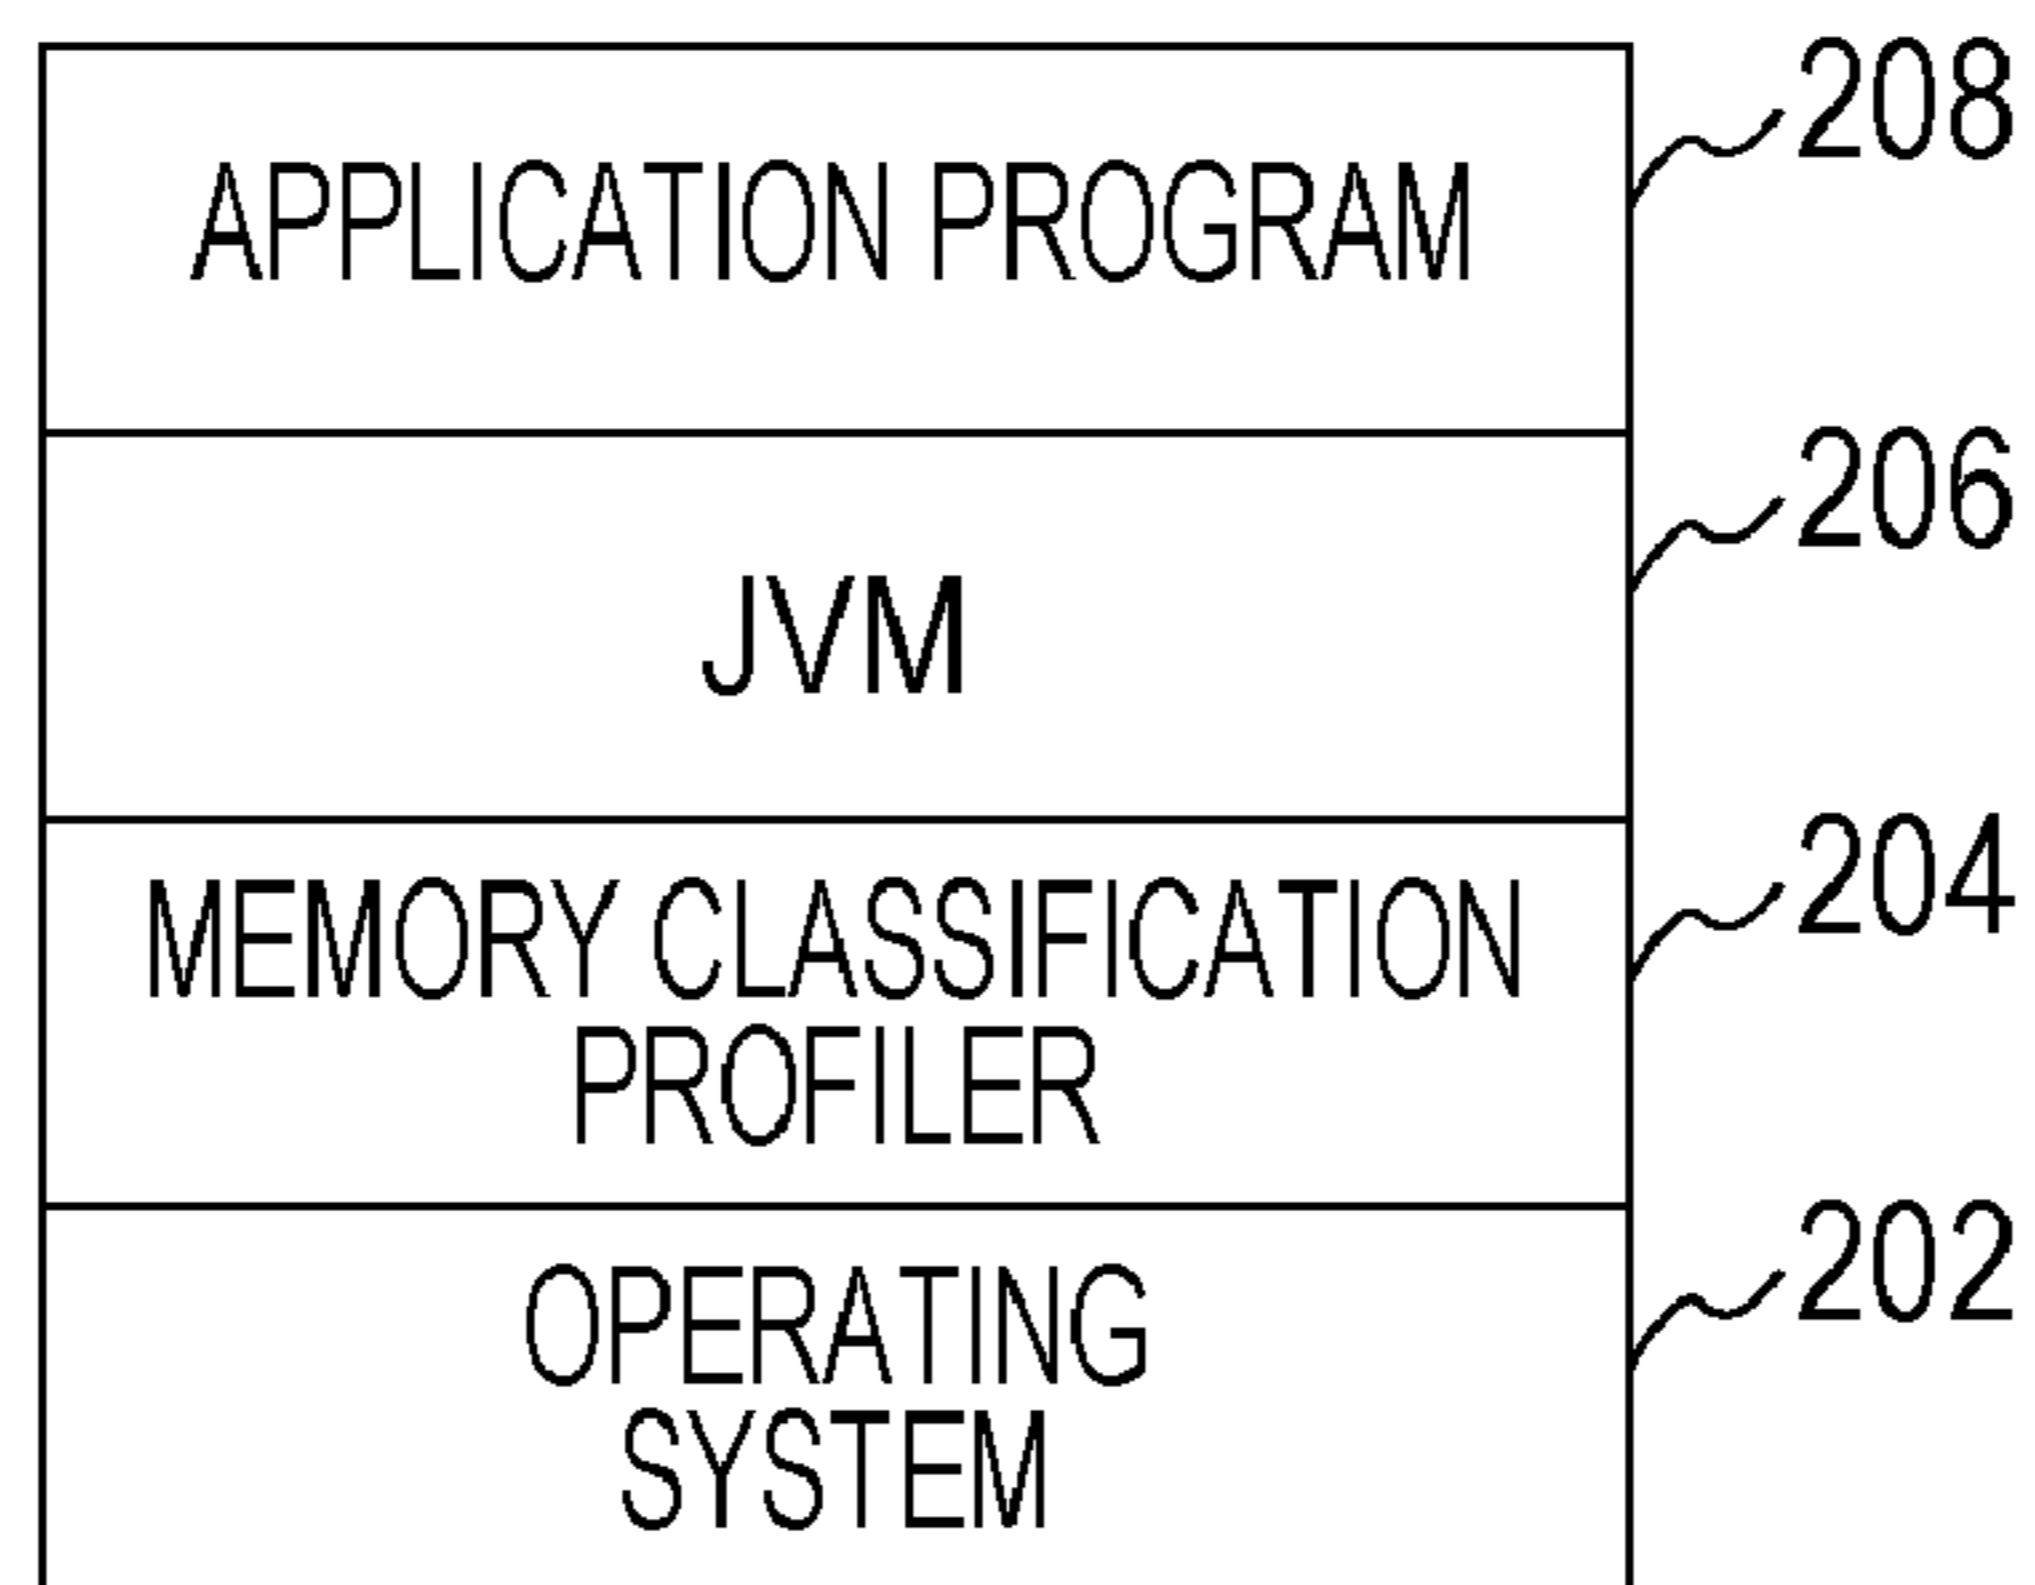 APPLICATION PROGRAM
208
JVM
206
MEMORY CLASSIFICATION
PROFILER
204
OPERATING
SYSTEM
202